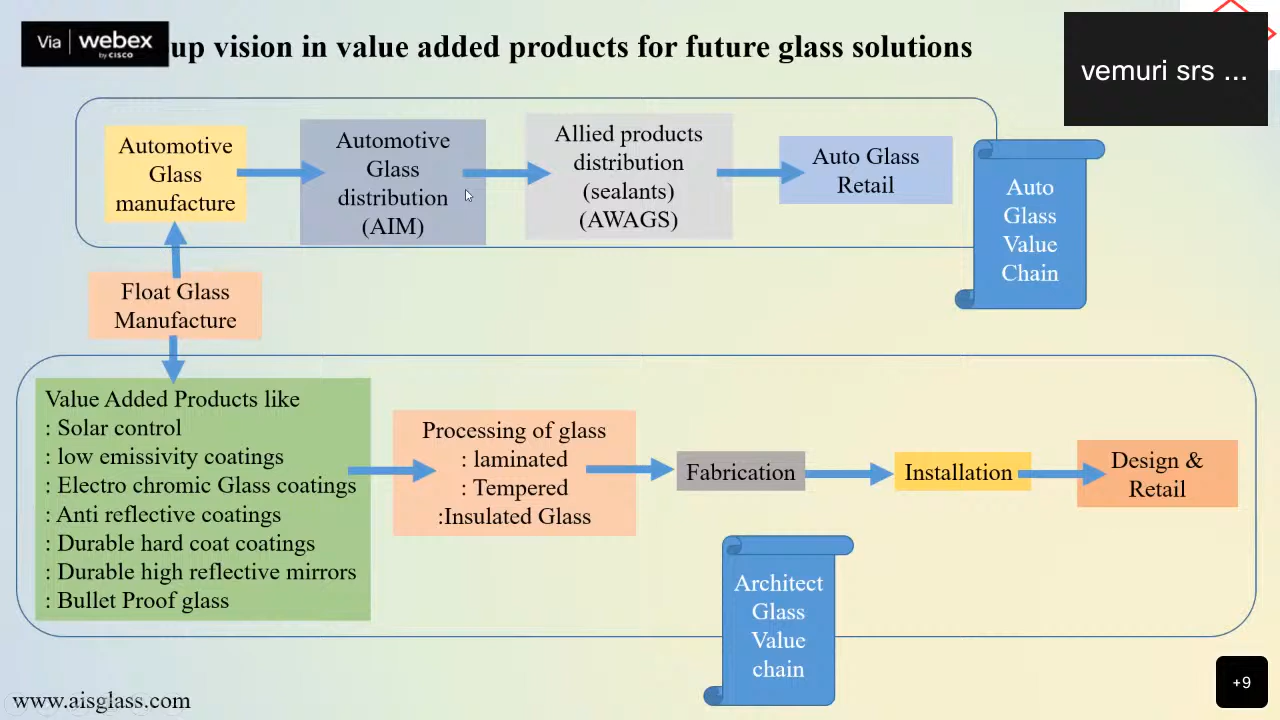 Via webex
by CISCO
up vision in value added products for future glass solutions
vemuri srs ...
Automotive
Glass
manufacture
Automotive
Glass
distribution
(AIM)
Allied products
distribution
(sealants)
(AWAGS)
Auto Glass
Retail
Auto
Glass
Value
Chain
Float Glass
Manufacture
Value Added Products like
: Solar control
: low emissivity coatings
: Electro chromic Glass coatings
: Anti reflective coatings
: Durable hard coat coatings
: Durable high reflective mirrors
: Bullet Proof glass
Processing of glass
: laminated
: Tempered
:Insulated Glass
Fabrication
Installation
Design &
Retail
Architect
Glass
Value
chain
www.aisglass.com
+9